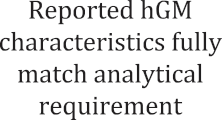 Reported hGM
characteristics fully
match analytical
requirement